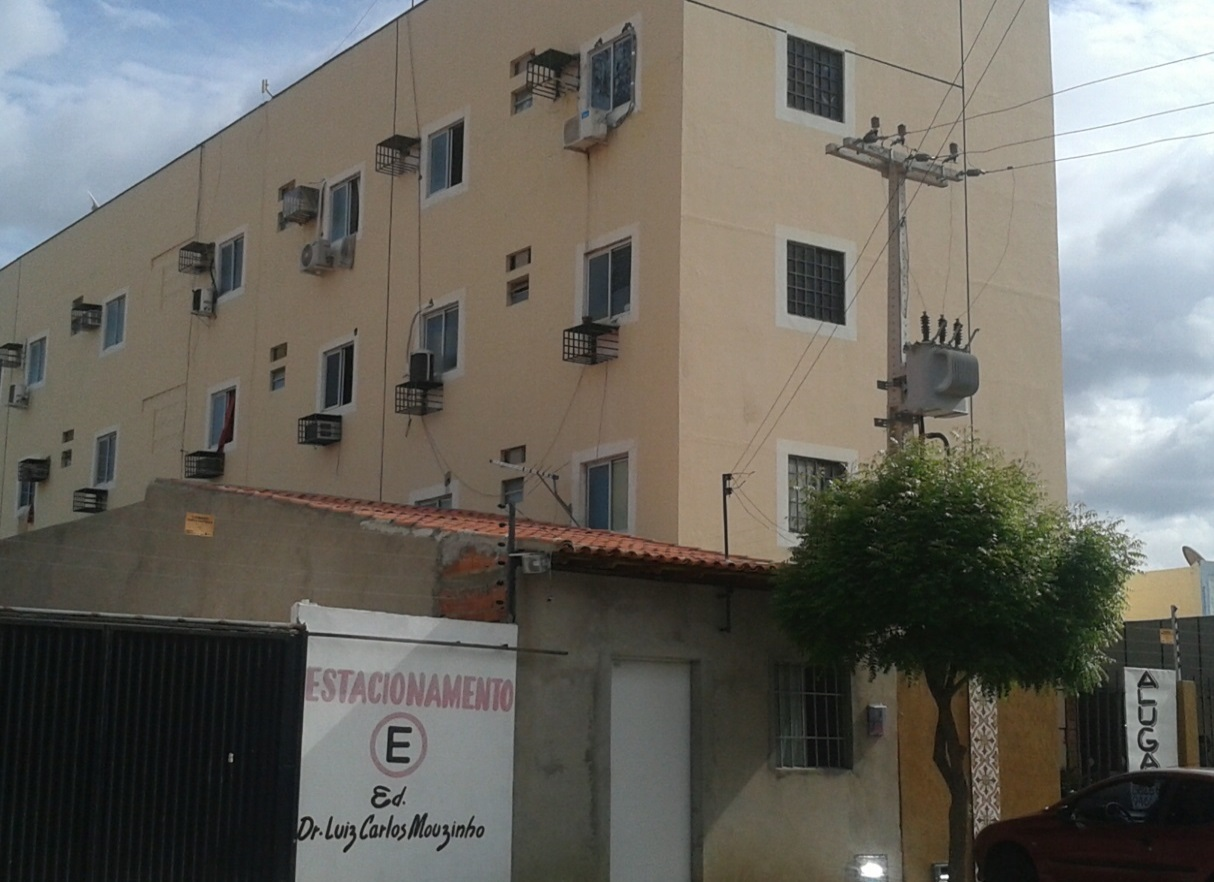 ESTACIONAMENTO
E
Ed.
Dr. Luiz Carlos Mouzinho
ALUGA